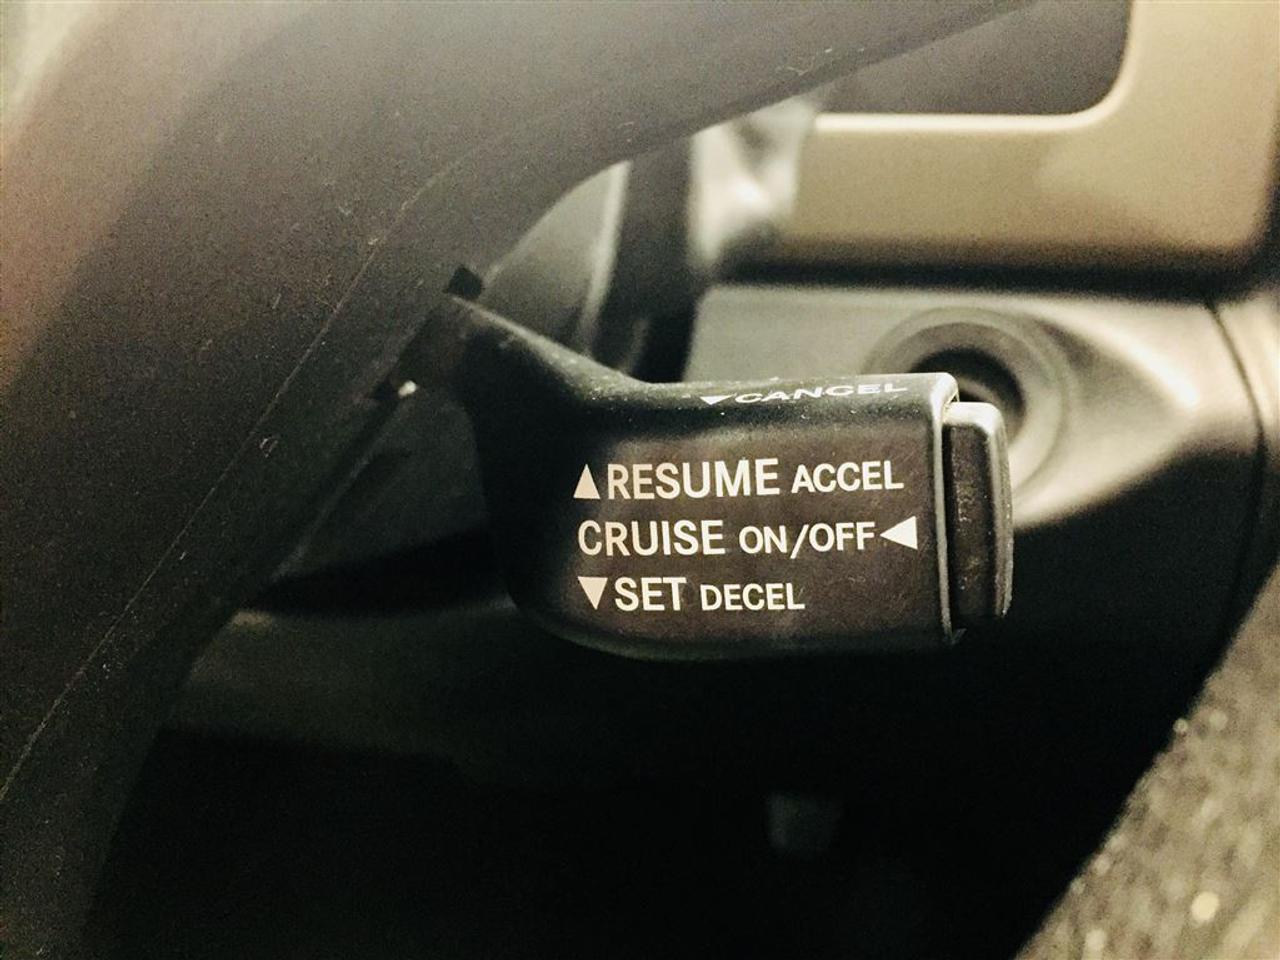 ▼CANCEL
▲RESUME ACCEL
CRUISE ON/OFF◀
▼SET DECEL